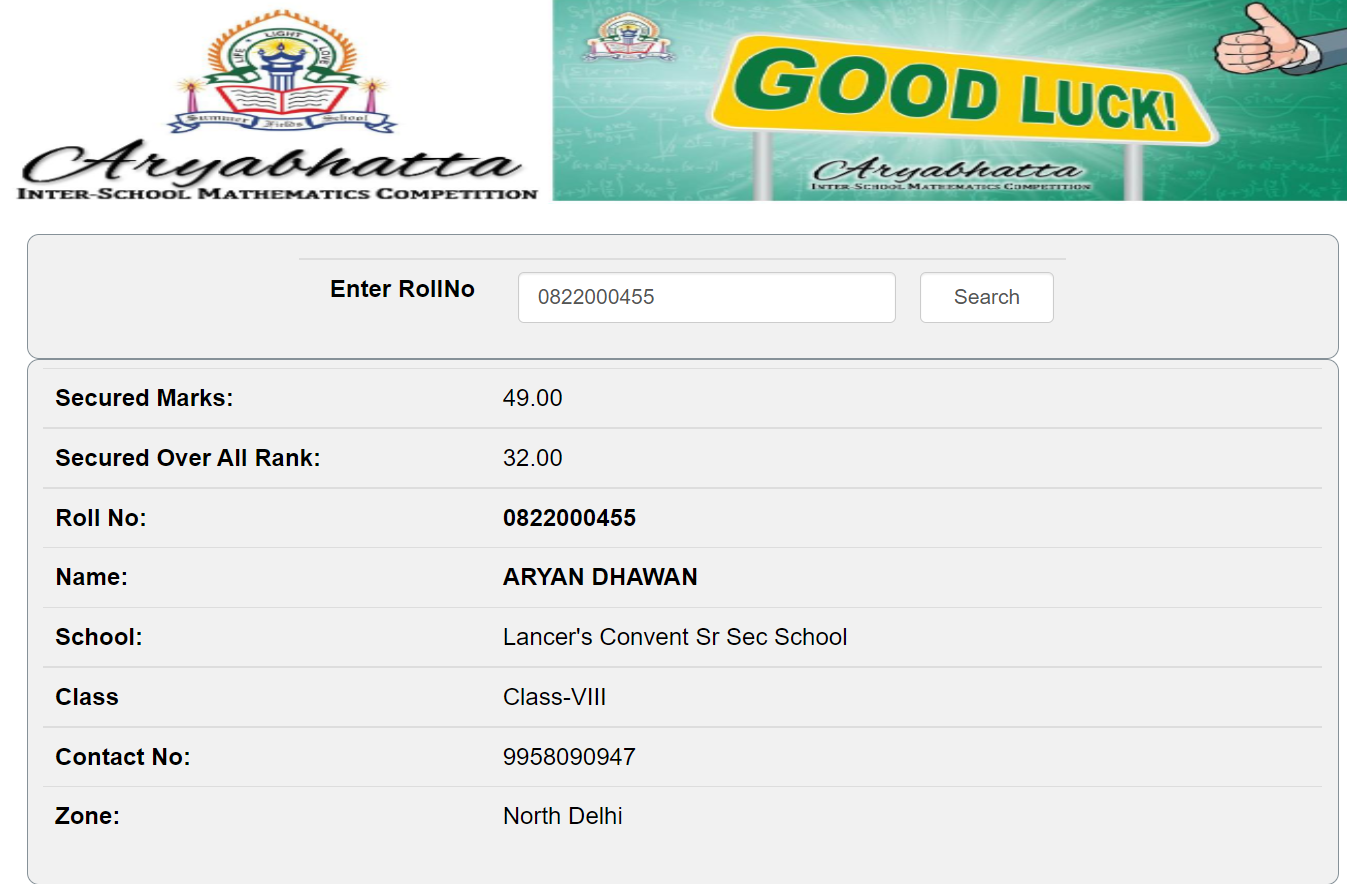 LIFE · LIGHT · LOVE
Summer Fields School
Aryabhatta
INTER-SCHOOL MATHEMATICS COMPETITION
GOOD LUCK!
Aryabhatta
INTER-SCHOOL MATHEMATICS COMPETITION
Enter RollNo 0822000455 Search
Secured Marks: 49.00
Secured Over All Rank: 32.00
Roll No: 0822000455
Name: ARYAN DHAWAN
School: Lancer's Convent Sr Sec School
Class Class-VIII
Contact No: 9958090947
Zone: North Delhi